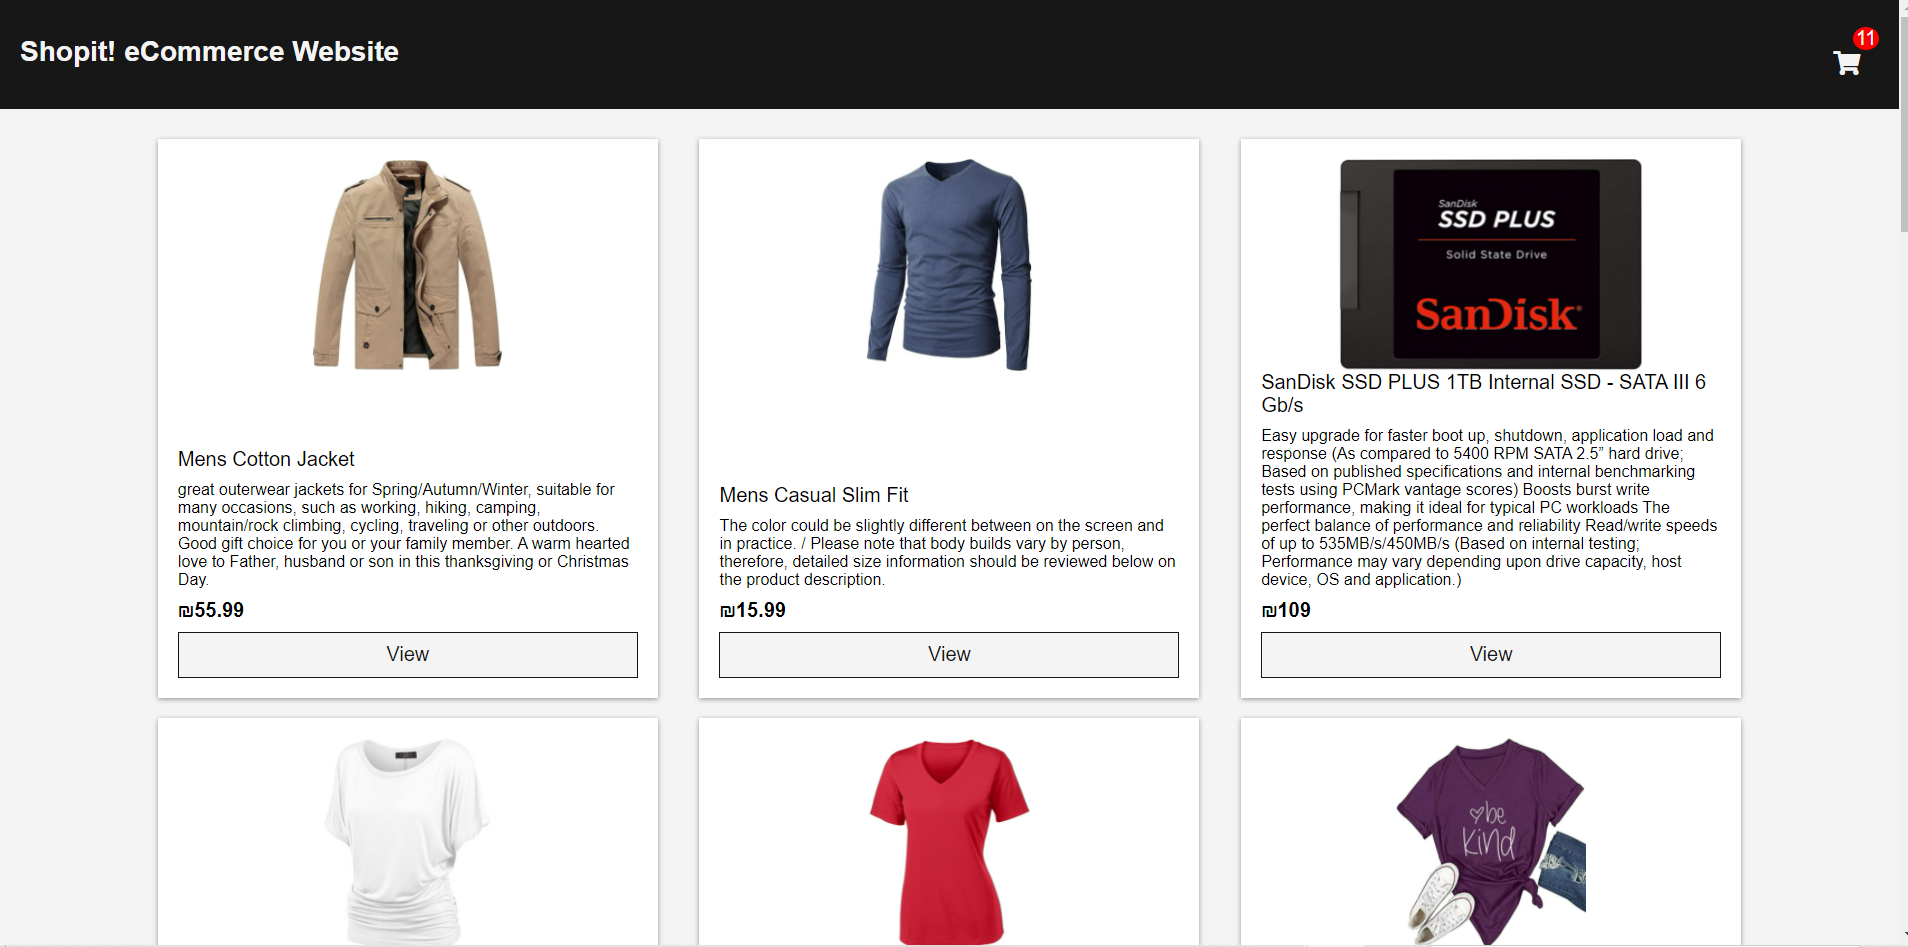 Shopit! eCommerce Website
11
SanDisk
SSD PLUS
Solid State Drive
SanDisk
Mens Cotton Jacket
great outerwear jackets for Spring/Autumn/Winter, suitable for
many occasions, such as working, hiking, camping,
mountain/rock climbing, cycling, traveling or other outdoors.
Good gift choice for you or your family member. A warm hearted
love to Father, husband or son in this thanksgiving or Christmas
Day.
₪55.99
View
Mens Casual Slim Fit
The color could be slightly different between on the screen and
in practice. / Please note that body builds vary by person,
therefore, detailed size information should be reviewed below on
the product description.
₪15.99
View
SanDisk SSD PLUS 1TB Internal SSD - SATA III 6
Gb/s
Easy upgrade for faster boot up, shutdown, application load and
response (As compared to 5400 RPM SATA 2.5” hard drive;
Based on published specifications and internal benchmarking
tests using PCMark vantage scores) Boosts burst write
performance, making it ideal for typical PC workloads The
perfect balance of performance and reliability Read/write speeds
of up to 535MB/s/450MB/s (Based on internal testing;
Performance may vary depending upon drive capacity, host
device, OS and application.)
₪109
View
be
kind